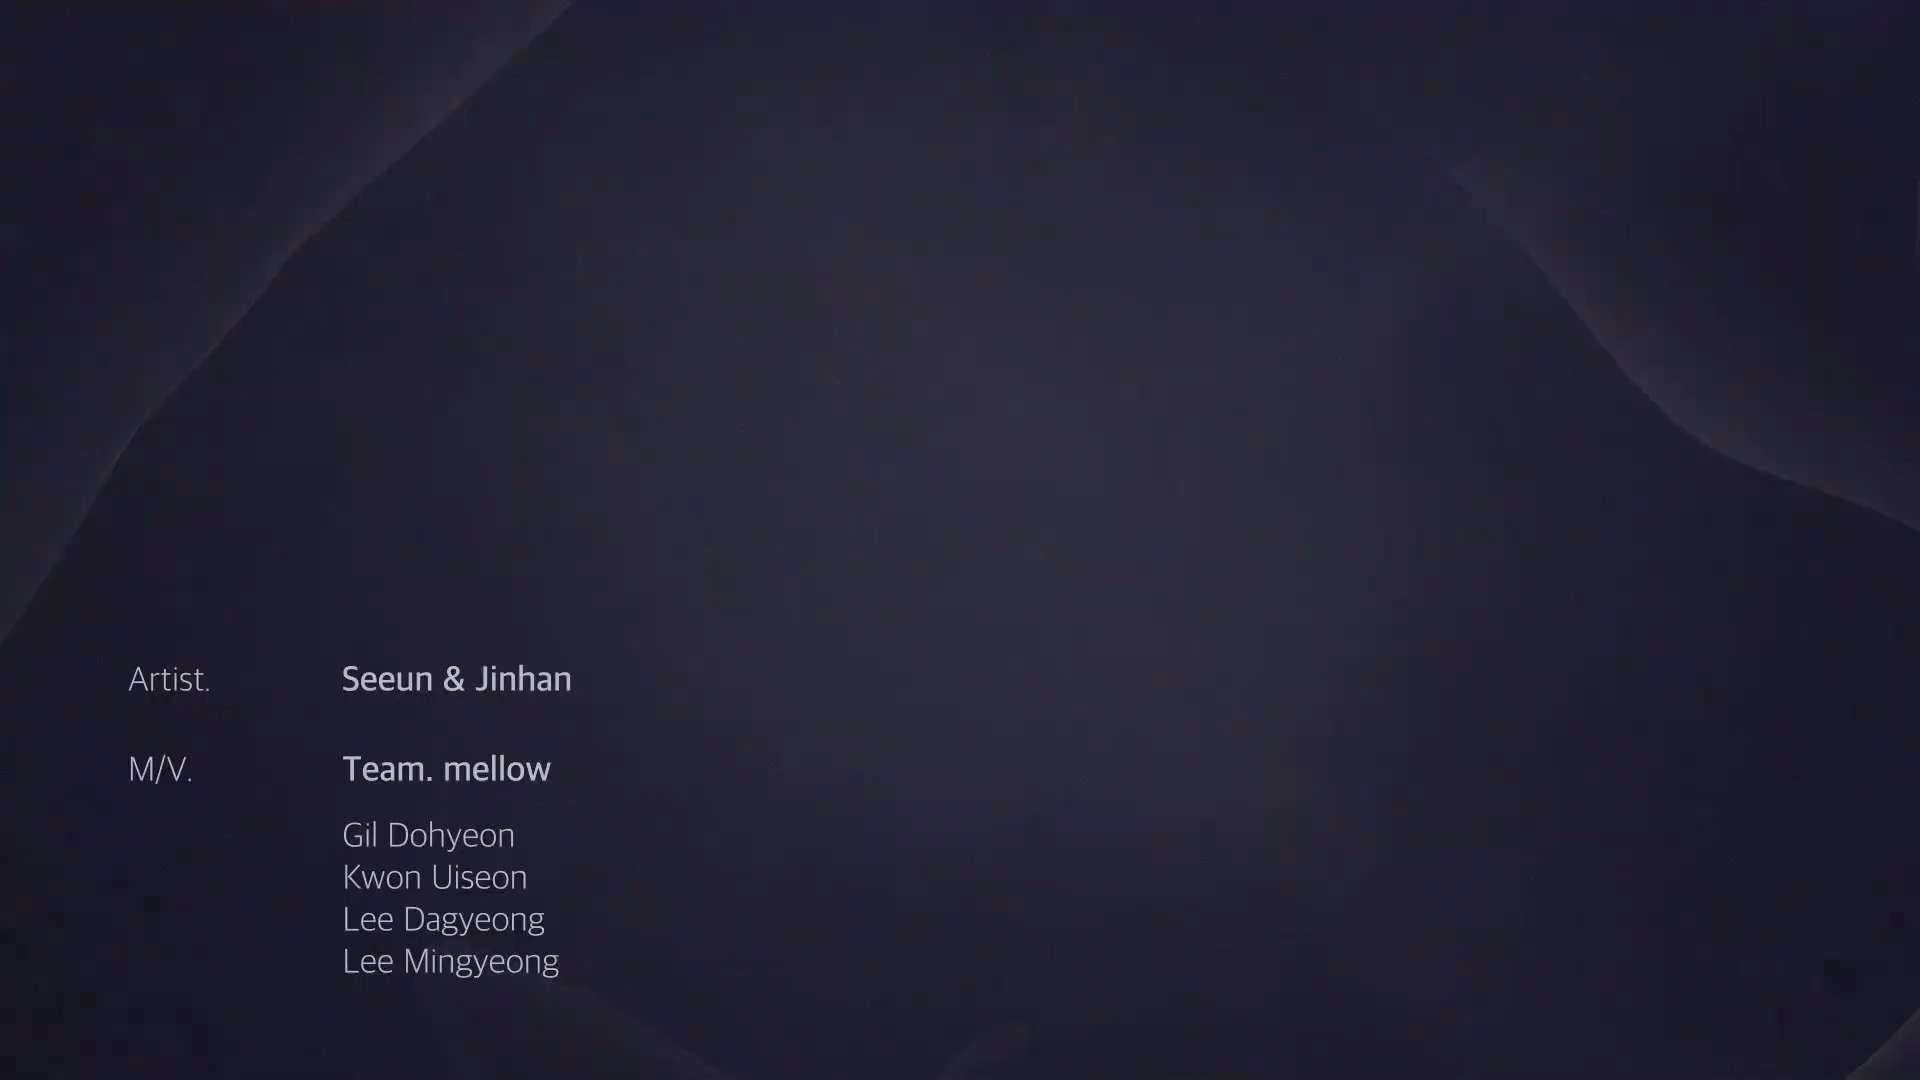 Artist. Seeun & Jinhan
M/V. Team. mellow
Gil Dohyeon
Kwon Uiseon
Lee Dagyeong
Lee Mingyeong